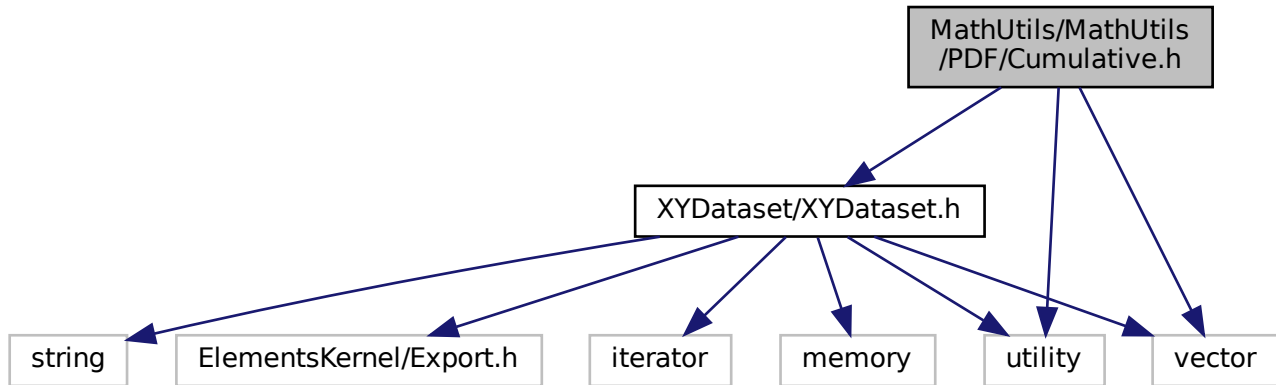 MathUtils/MathUtils
/PDF/Cumulative.h
XYDataset/XYDataset.h
string
ElementsKernel/Export.h
iterator
memory
utility
vector